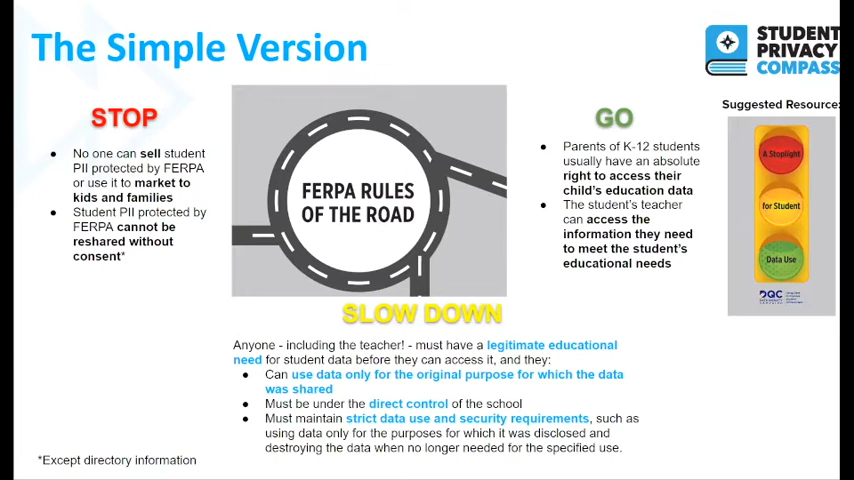 The Simple Version
STUDENT
PRIVACY
COMPASS
STOP
• No one can sell student
PII protected by FERPA
or use it to market to
kids and families
• Student PII protected by
FERPA cannot be
reshared without
consent*
FERPA RULES
OF THE ROAD
GO
• Parents of K-12 students
usually have an absolute
right to access their
child's education data
• The student's teacher
can access the
information they need
to meet the student's
educational needs
Suggested Resource:
A Stoplight
for Student
Data Use
DQC
SLOW DOWN
Anyone - including the teacher! - must have a legitimate educational
need for student data before they can access it, and they:
• Can use data only for the original purpose for which the data
was shared
• Must be under the direct control of the school
• Must maintain strict data use and security requirements, such as
using data only for the purposes for which it was disclosed and
destroying the data when no longer needed for the specified use.
*Except directory information